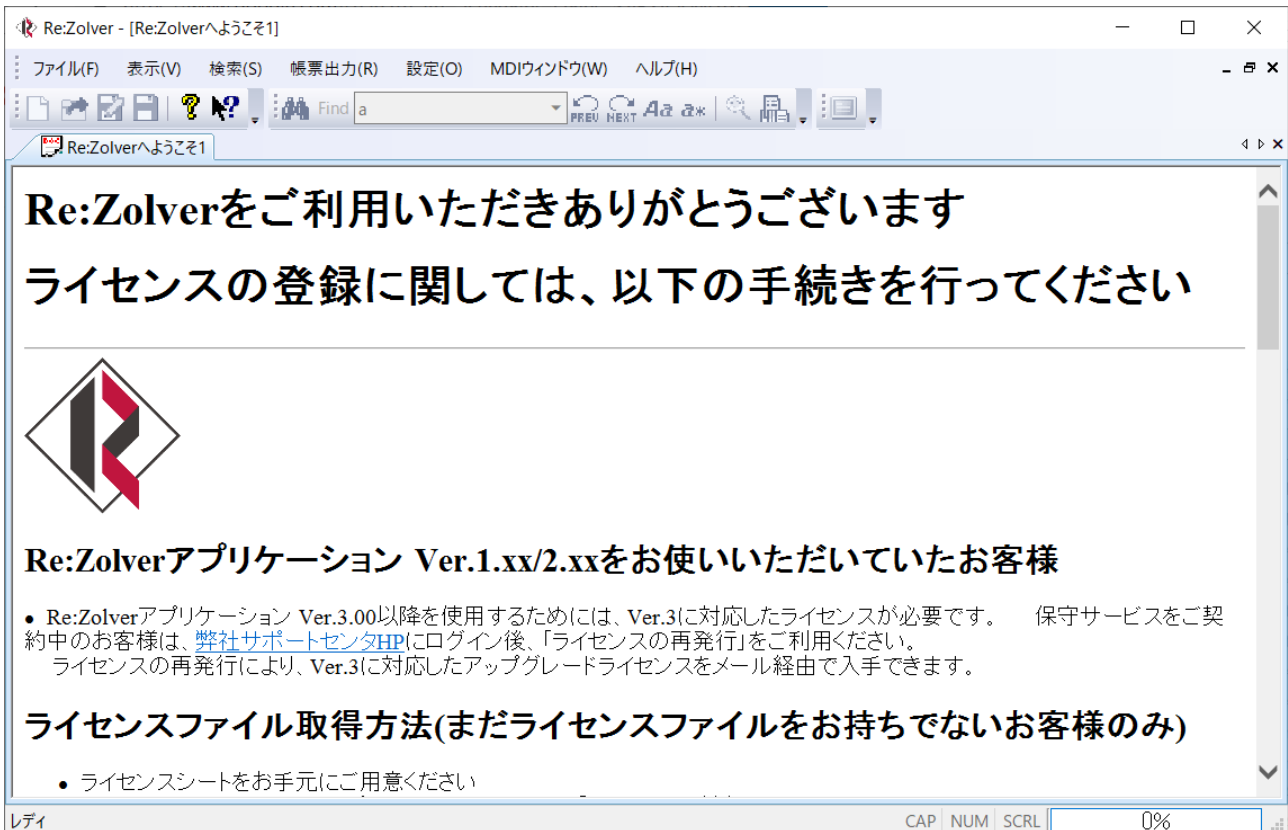 Re:Zolver - [Re:Zolverへようこそ1]
ファイル(F) 表示(V) 検索(S) 帳票出力(R) 設定(O) MDIウィンドウ(W) ヘルプ(H)
Find a PREV NEXT Aa a*
Re:Zolverへようこそ1
Re:Zolverをご利用いただきありがとうございます
ライセンスの登録に関しては、以下の手続きを行ってください
Re:Zolverアプリケーション Ver.1.xx/2.xxをお使いいただいていたお客様
• Re:Zolverアプリケーション Ver.3.00以降を使用するためには、Ver.3に対応したライセンスが必要です。 保守サービスをご契
約中のお客様は、弊社サポートセンタHPにログイン後、「ライセンスの再発行」をご利用ください。
ライセンスの再発行により、Ver.3に対応したアップグレードライセンスをメール経由で入手できます。
ライセンスファイル取得方法(まだライセンスファイルをお持ちでないお客様のみ)
• ライセンスシートをお手元にご用意ください
レディ CAP NUM SCRL 0%